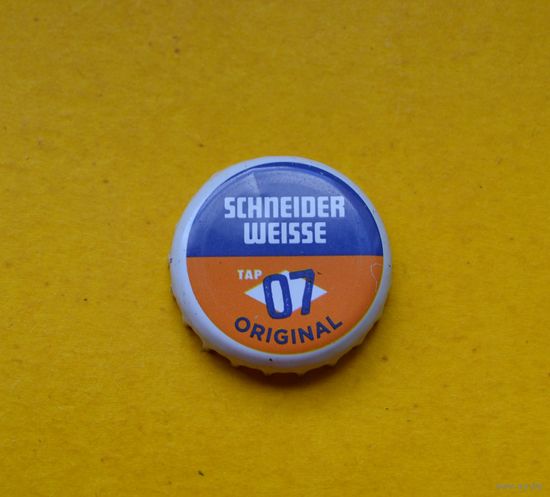 SCHNEIDER
WEISSE
TAP
07
ORIGINAL